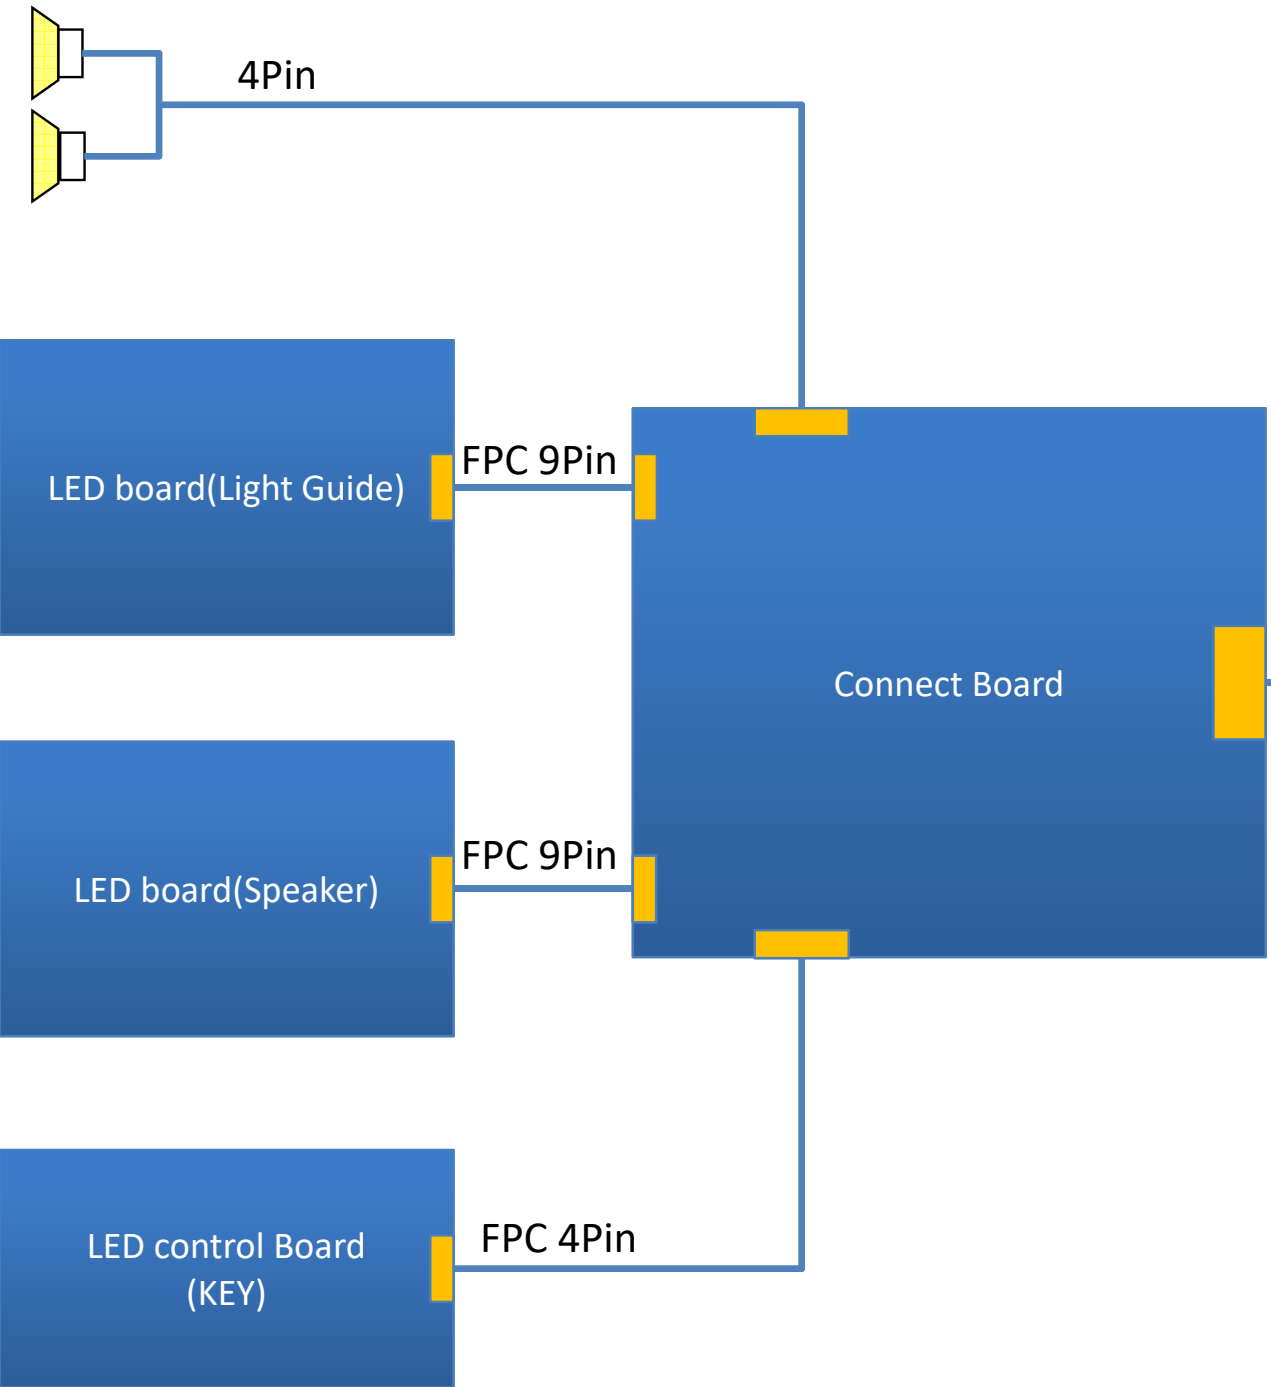 4Pin
FPC 9Pin
LED board(Light Guide)
Connect Board
FPC 9Pin
LED board(Speaker)
FPC 4Pin
LED control Board
(KEY)